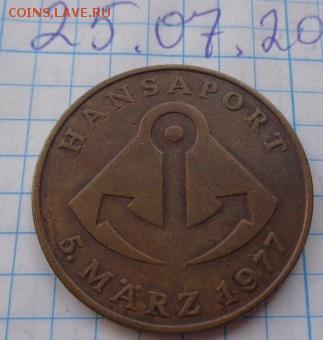 COINS.LAVE.RU
25.07.20
HANSAPORT
5. MÄRZ 1977